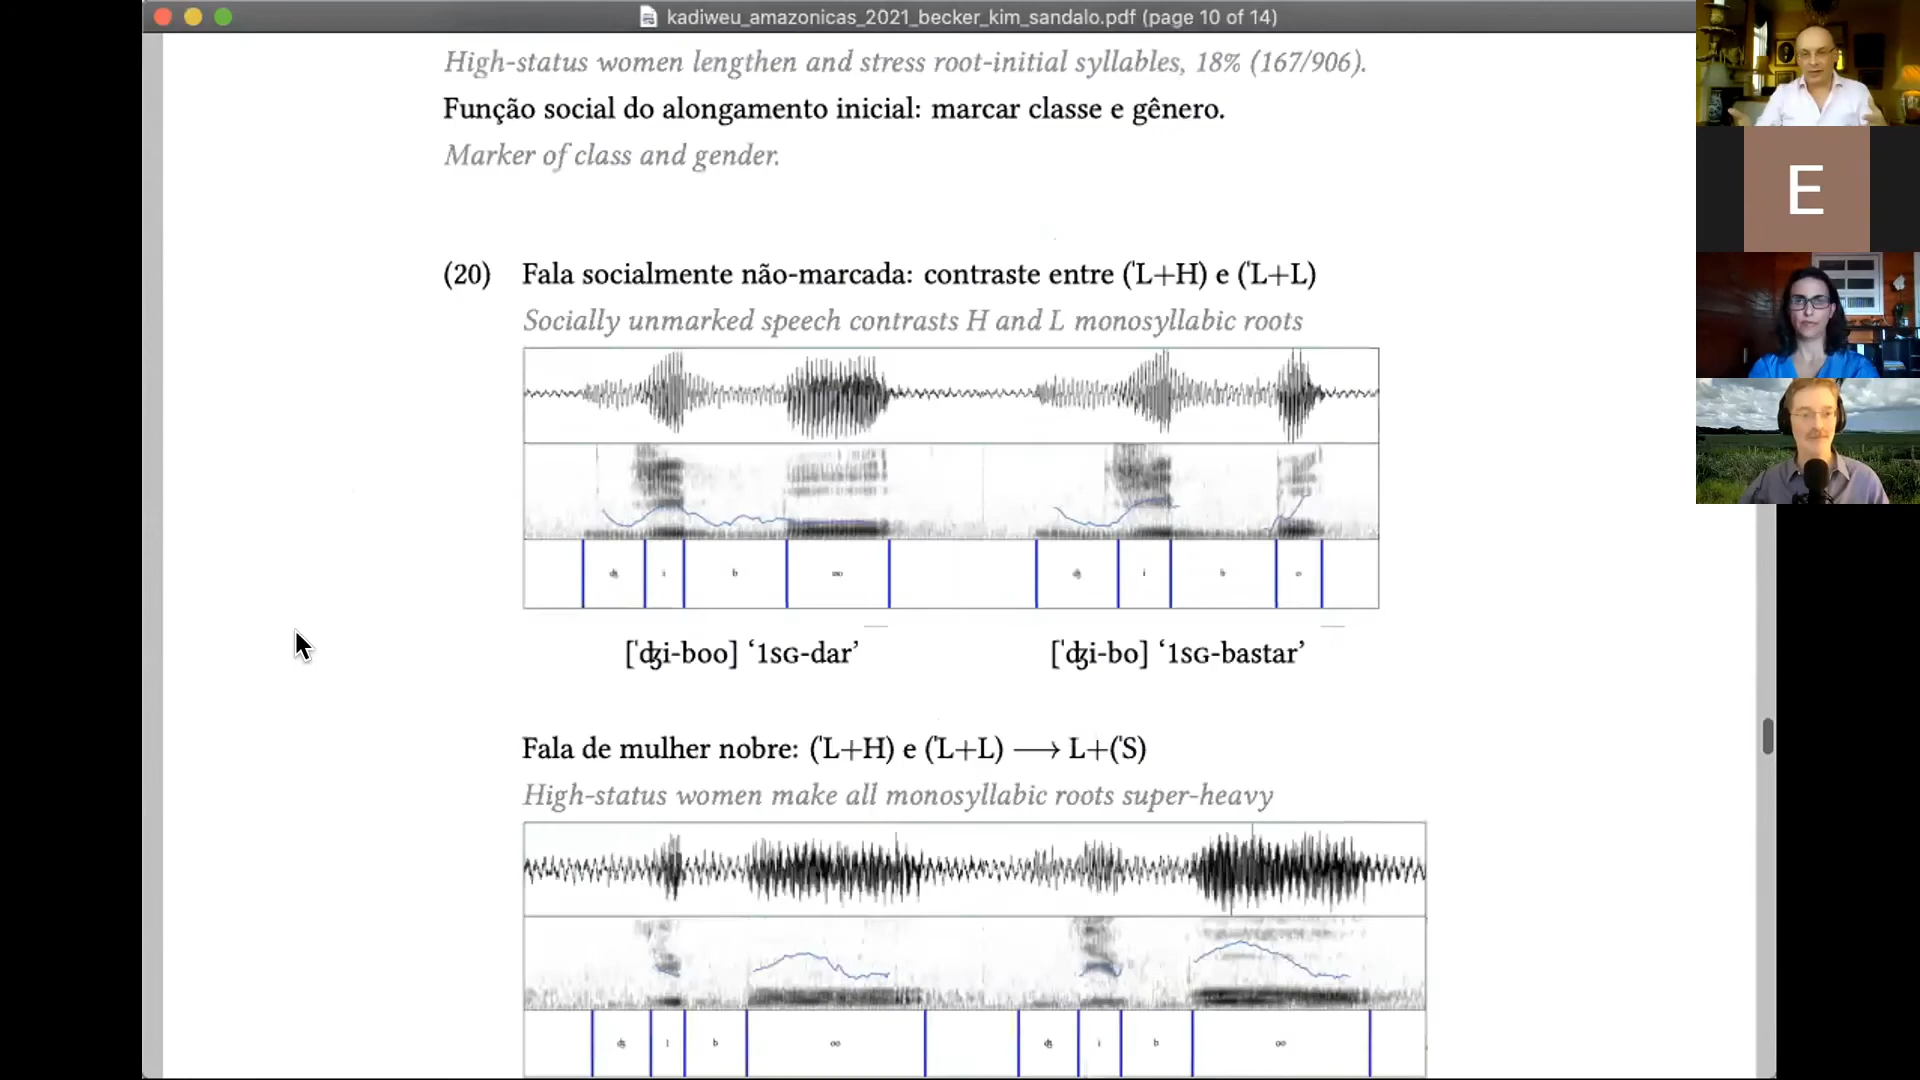 kadiweu_amazonicas_2021_becker_kim_sandalo.pdf (page 10 of 14)
High-status women lengthen and stress root-initial syllables, 18% (167/906).
Função social do alongamento inicial: marcar classe e gênero.
Marker of class and gender.
E
(20) Fala socialmente não-marcada: contraste entre (ˈL+H) e (ˈL+L)
Socially unmarked speech contrasts H and L monosyllabic roots
[ˈʤi-boo] ‘1SG-dar’ [ˈʤi-bo] ‘1SG-bastar’
Fala de mulher nobre: (ˈL+H) e (ˈL+L) ⟶ L+(ˈS)
High-status women make all monosyllabic roots super-heavy
ʤ b oo ʤ i b oo